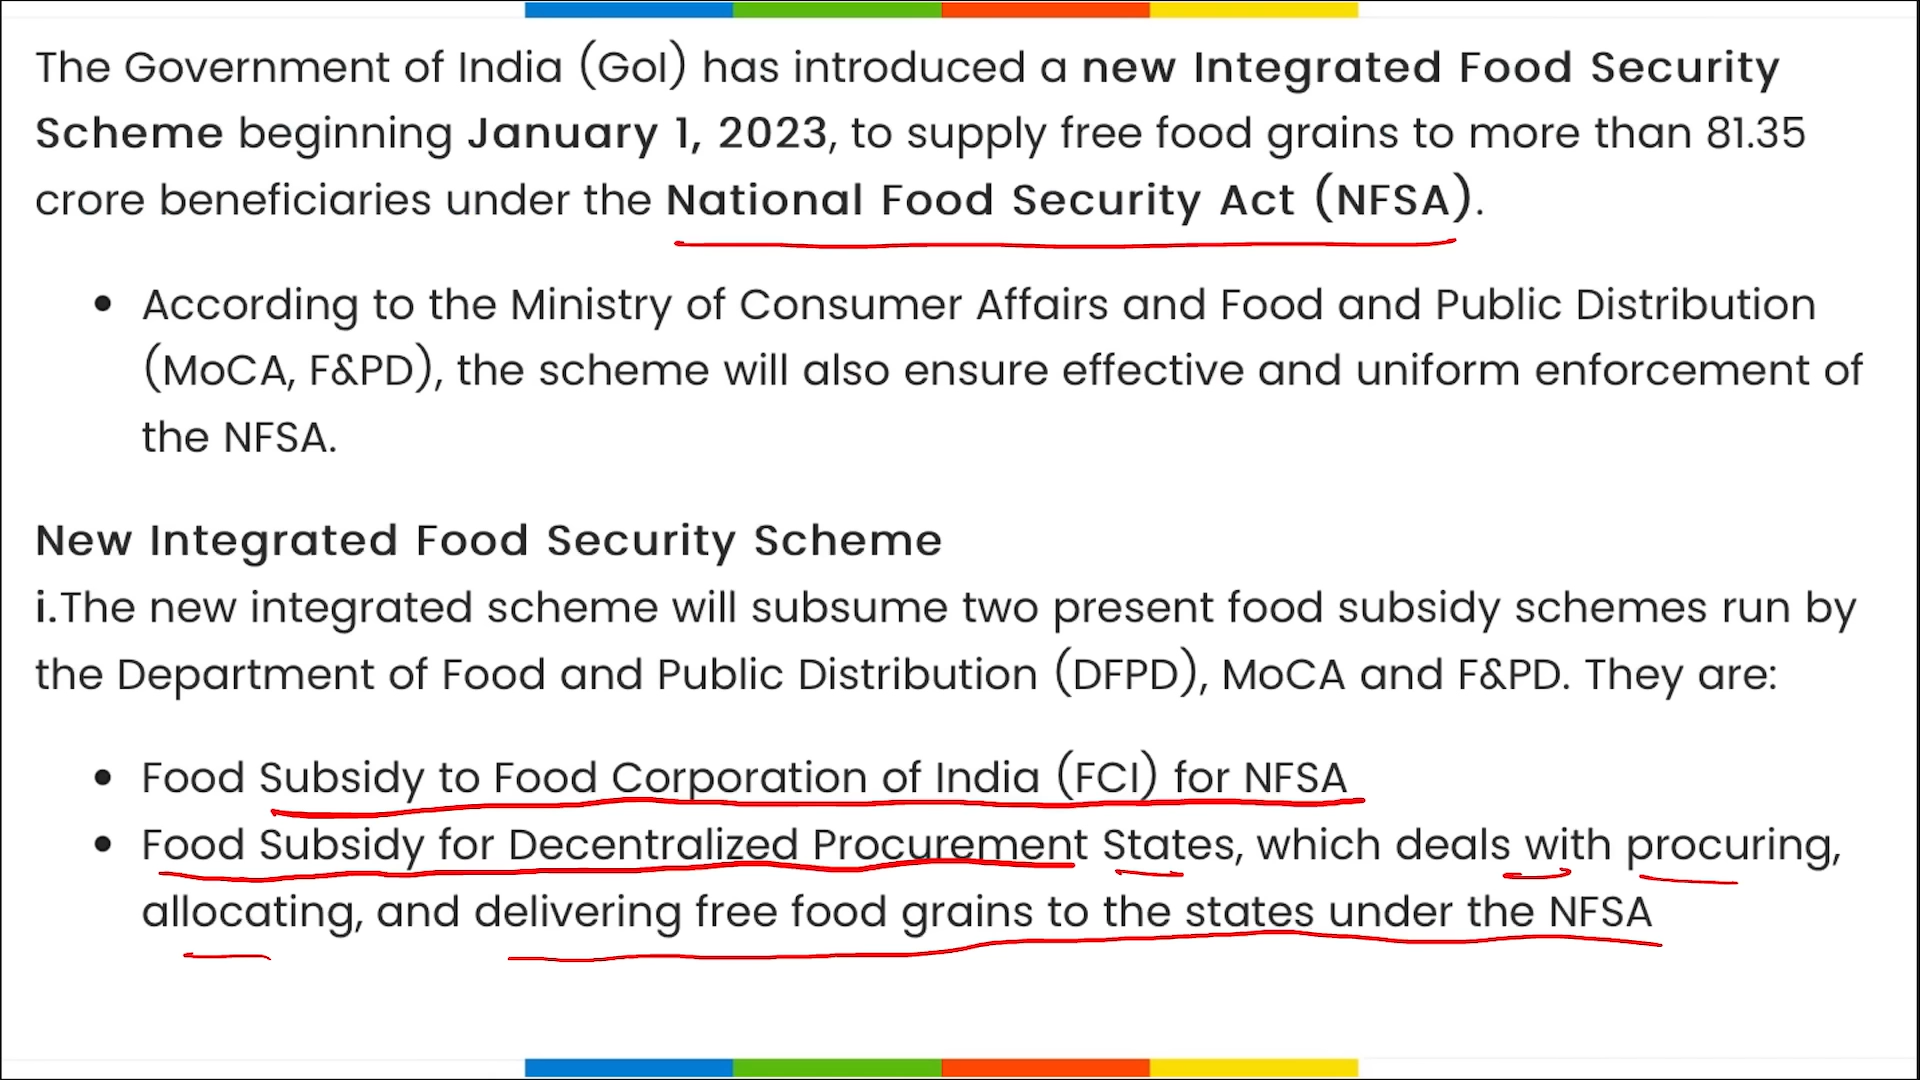 The Government of India (GoI) has introduced a new Integrated Food Security
Scheme beginning January 1, 2023, to supply free food grains to more than 81.35
crore beneficiaries under the National Food Security Act (NFSA).
• According to the Ministry of Consumer Affairs and Food and Public Distribution
(MoCA, F&PD), the scheme will also ensure effective and uniform enforcement of
the NFSA.
New Integrated Food Security Scheme
i.The new integrated scheme will subsume two present food subsidy schemes run by
the Department of Food and Public Distribution (DFPD), MoCA and F&PD. They are:
• Food Subsidy to Food Corporation of India (FCI) for NFSA
• Food Subsidy for Decentralized Procurement States, which deals with procuring,
allocating, and delivering free food grains to the states under the NFSA